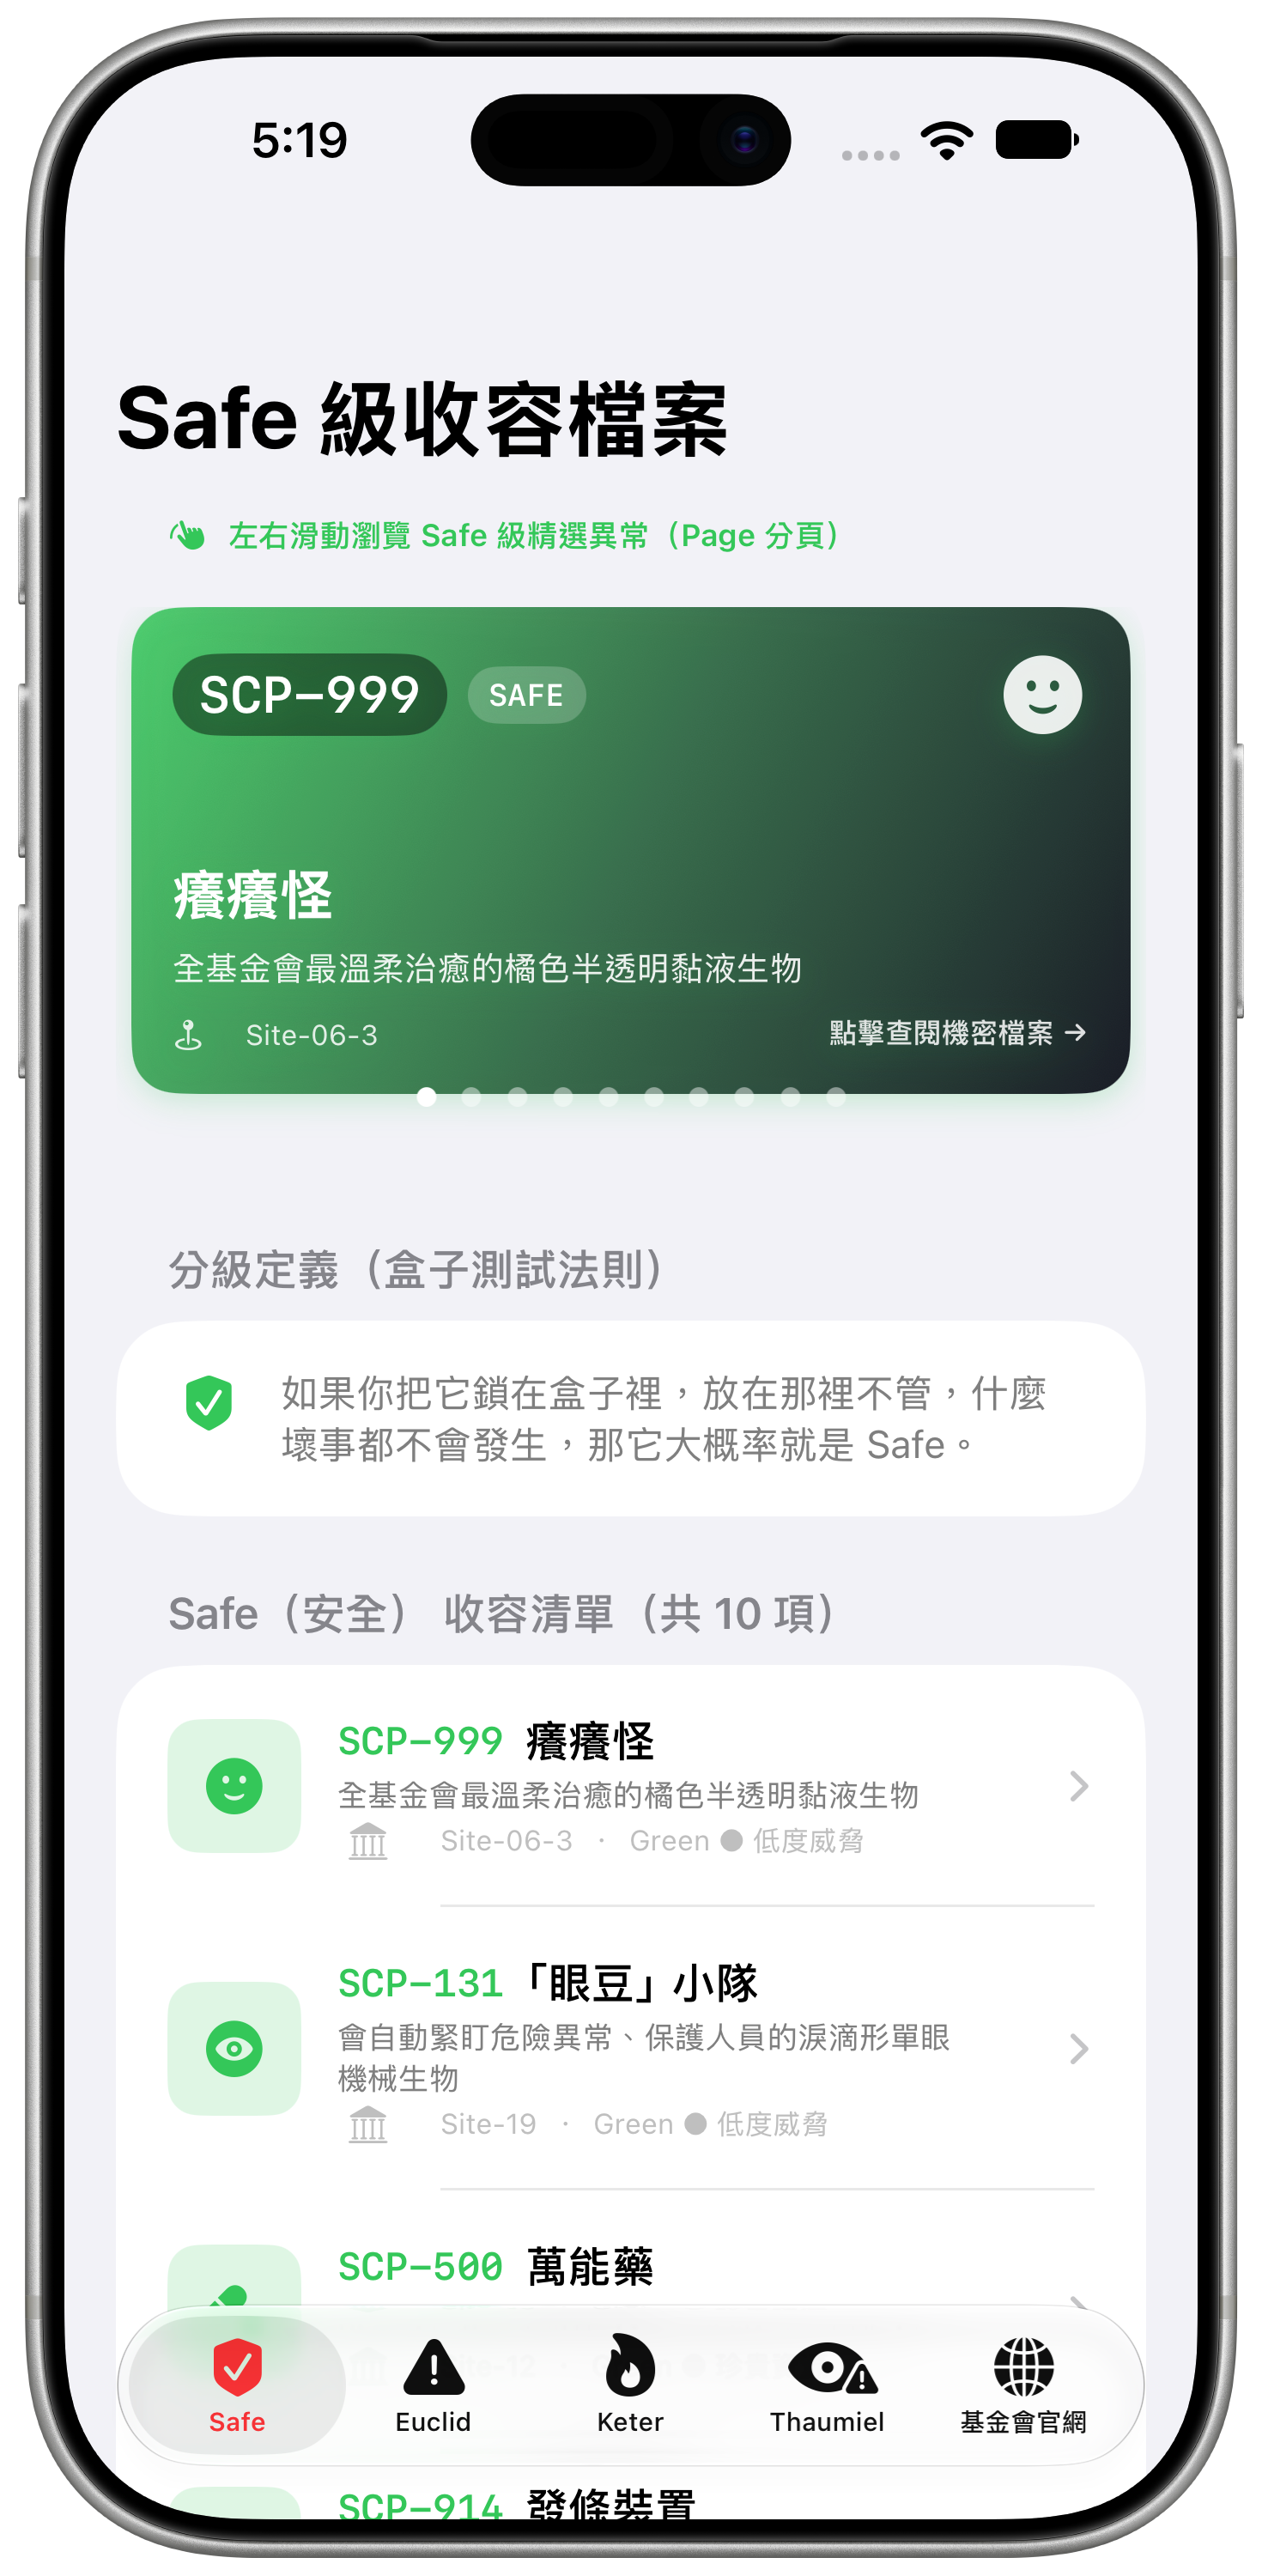 5:19
Safe 級收容檔案
左右滑動瀏覽 Safe 級精選異常（Page 分頁）
SCP-999 SAFE
癢癢怪
全基金會最溫柔治癒的橘色半透明黏液生物
Site-06-3 點擊查閱機密檔案 →
分級定義（盒子測試法則）
如果你把它鎖在盒子裡，放在那裡不管，什麼
壞事都不會發生，那它大概率就是 Safe。
Safe（安全） 收容清單（共 10 項）
SCP-999 癢癢怪
全基金會最溫柔治癒的橘色半透明黏液生物
Site-06-3 · Green ● 低度威脅
SCP-131「眼豆」小隊
會自動緊盯危險異常、保護人員的淚滴形單眼
機械生物
Site-19 · Green ● 低度威脅
SCP-500 萬能藥
Safe Euclid Keter Thaumiel 基金會官網
SCP-914 發條裝置